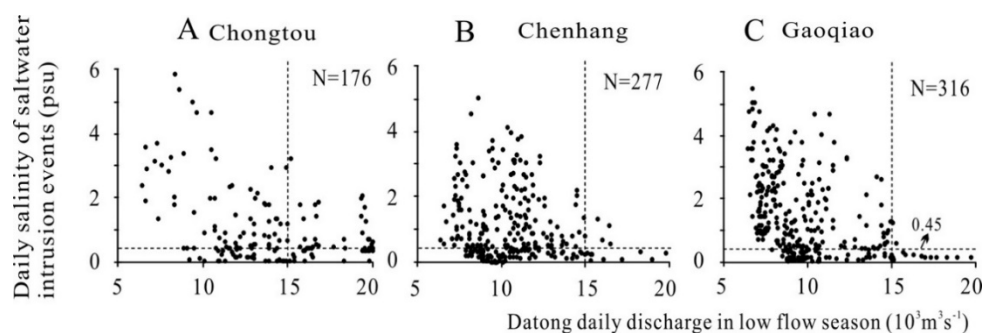 A Chongtou
B Chenhang
C Gaoqiao
Daily salinity of saltwater
intrusion events (psu)
6
4
2
0
N=176
5
10
15
20
6
4
2
0
N=277
5
10
15
20
6
4
2
0
N=316
0.45
5
10
15
20
Datong daily discharge in low flow season (10³m³s⁻¹)